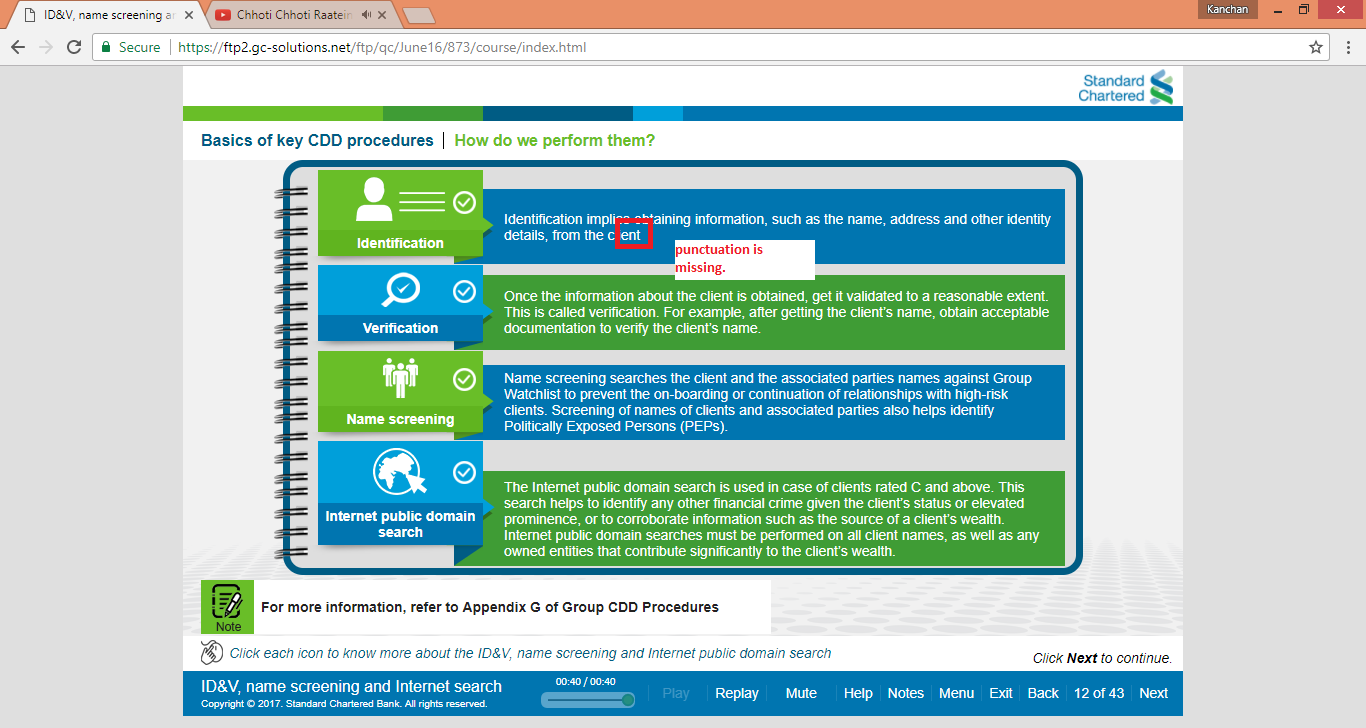 ID&V, name screening an
Chhoti Chhoti Raatein
Kanchan
Secure
https://ftp2.gc-solutions.net/ftp/qc/June16/873/course/index.html
Standard
Chartered
Basics of key CDD procedures | How do we perform them?
Identification
Identification implies obtaining information, such as the name, address and other identity
details, from the client
punctuation is
missing.
Verification
Once the information about the client is obtained, get it validated to a reasonable extent.
This is called verification. For example, after getting the client's name, obtain acceptable
documentation to verify the client's name.
Name screening
Name screening searches the client and the associated parties names against Group
Watchlist to prevent the on-boarding or continuation of relationships with high-risk
clients. Screening of names of clients and associated parties also helps identify
Politically Exposed Persons (PEPs).
Internet public domain
search
The Internet public domain search is used in case of clients rated C and above. This
search helps to identify any other financial crime given the client's status or elevated
prominence, or to corroborate information such as the source of a client's wealth.
Internet public domain searches must be performed on all client names, as well as any
owned entities that contribute significantly to the client's wealth.
Note
For more information, refer to Appendix G of Group CDD Procedures
Click each icon to know more about the ID&V, name screening and Internet public domain search
Click Next to continue.
ID&V, name screening and Internet search
Copyright © 2017. Standard Chartered Bank. All rights reserved.
00:40 / 00:40
Play
Replay
Mute
Help
Notes
Menu
Exit
Back
12 of 43
Next